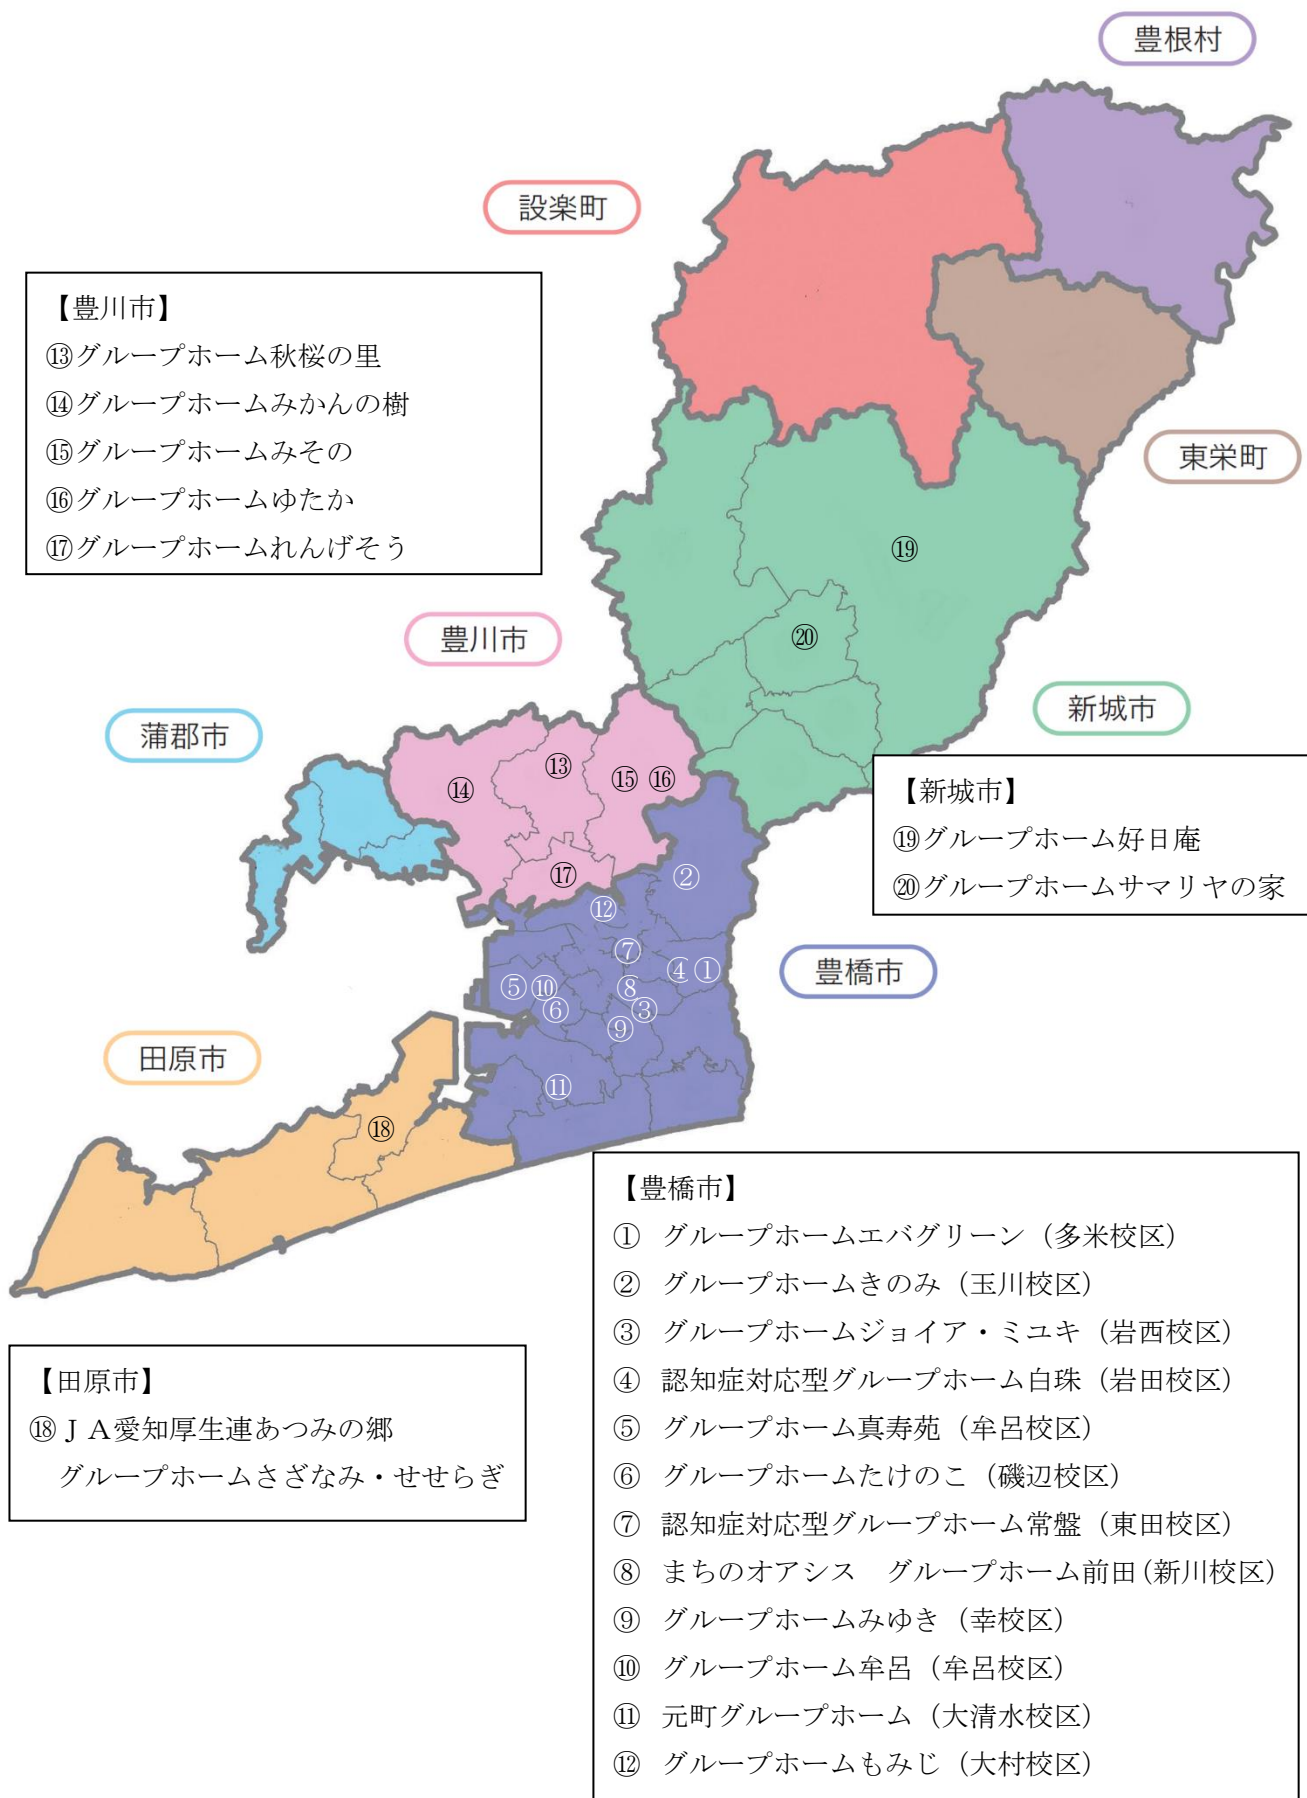 豊根村
設楽町
【豊川市】
⑬グループホーム秋桜の里
⑭グループホームみかんの樹
⑮グループホームみその
⑯グループホームゆたか
⑰グループホームれんげそう
東栄町
⑲
⑳
豊川市
新城市
蒲郡市
⑬
⑭
⑮
⑯
⑰
【新城市】
⑲グループホーム好日庵
⑳グループホームサマリヤの家
②
⑫
⑦
④
①
⑤
⑩
⑧
⑥
③
⑨
⑪
豊橋市
田原市
⑱
【豊橋市】
① グループホームエバグリーン（多米校区）
② グループホームきのみ（玉川校区）
③ グループホームジョイア・ミユキ（岩西校区）
④ 認知症対応型グループホーム白珠（岩田校区）
⑤ グループホーム真寿苑（牟呂校区）
⑥ グループホームたけのこ（磯辺校区）
⑦ 認知症対応型グループホーム常盤（東田校区）
⑧ まちのオアシス　グループホーム前田（新川校区）
⑨ グループホームみゆき（幸校区）
⑩ グループホーム牟呂（牟呂校区）
⑪ 元町グループホーム（大清水校区）
⑫ グループホームもみじ（大村校区）
【田原市】
⑱ＪＡ愛知厚生連あつみの郷
グループホームさざなみ・せせらぎ